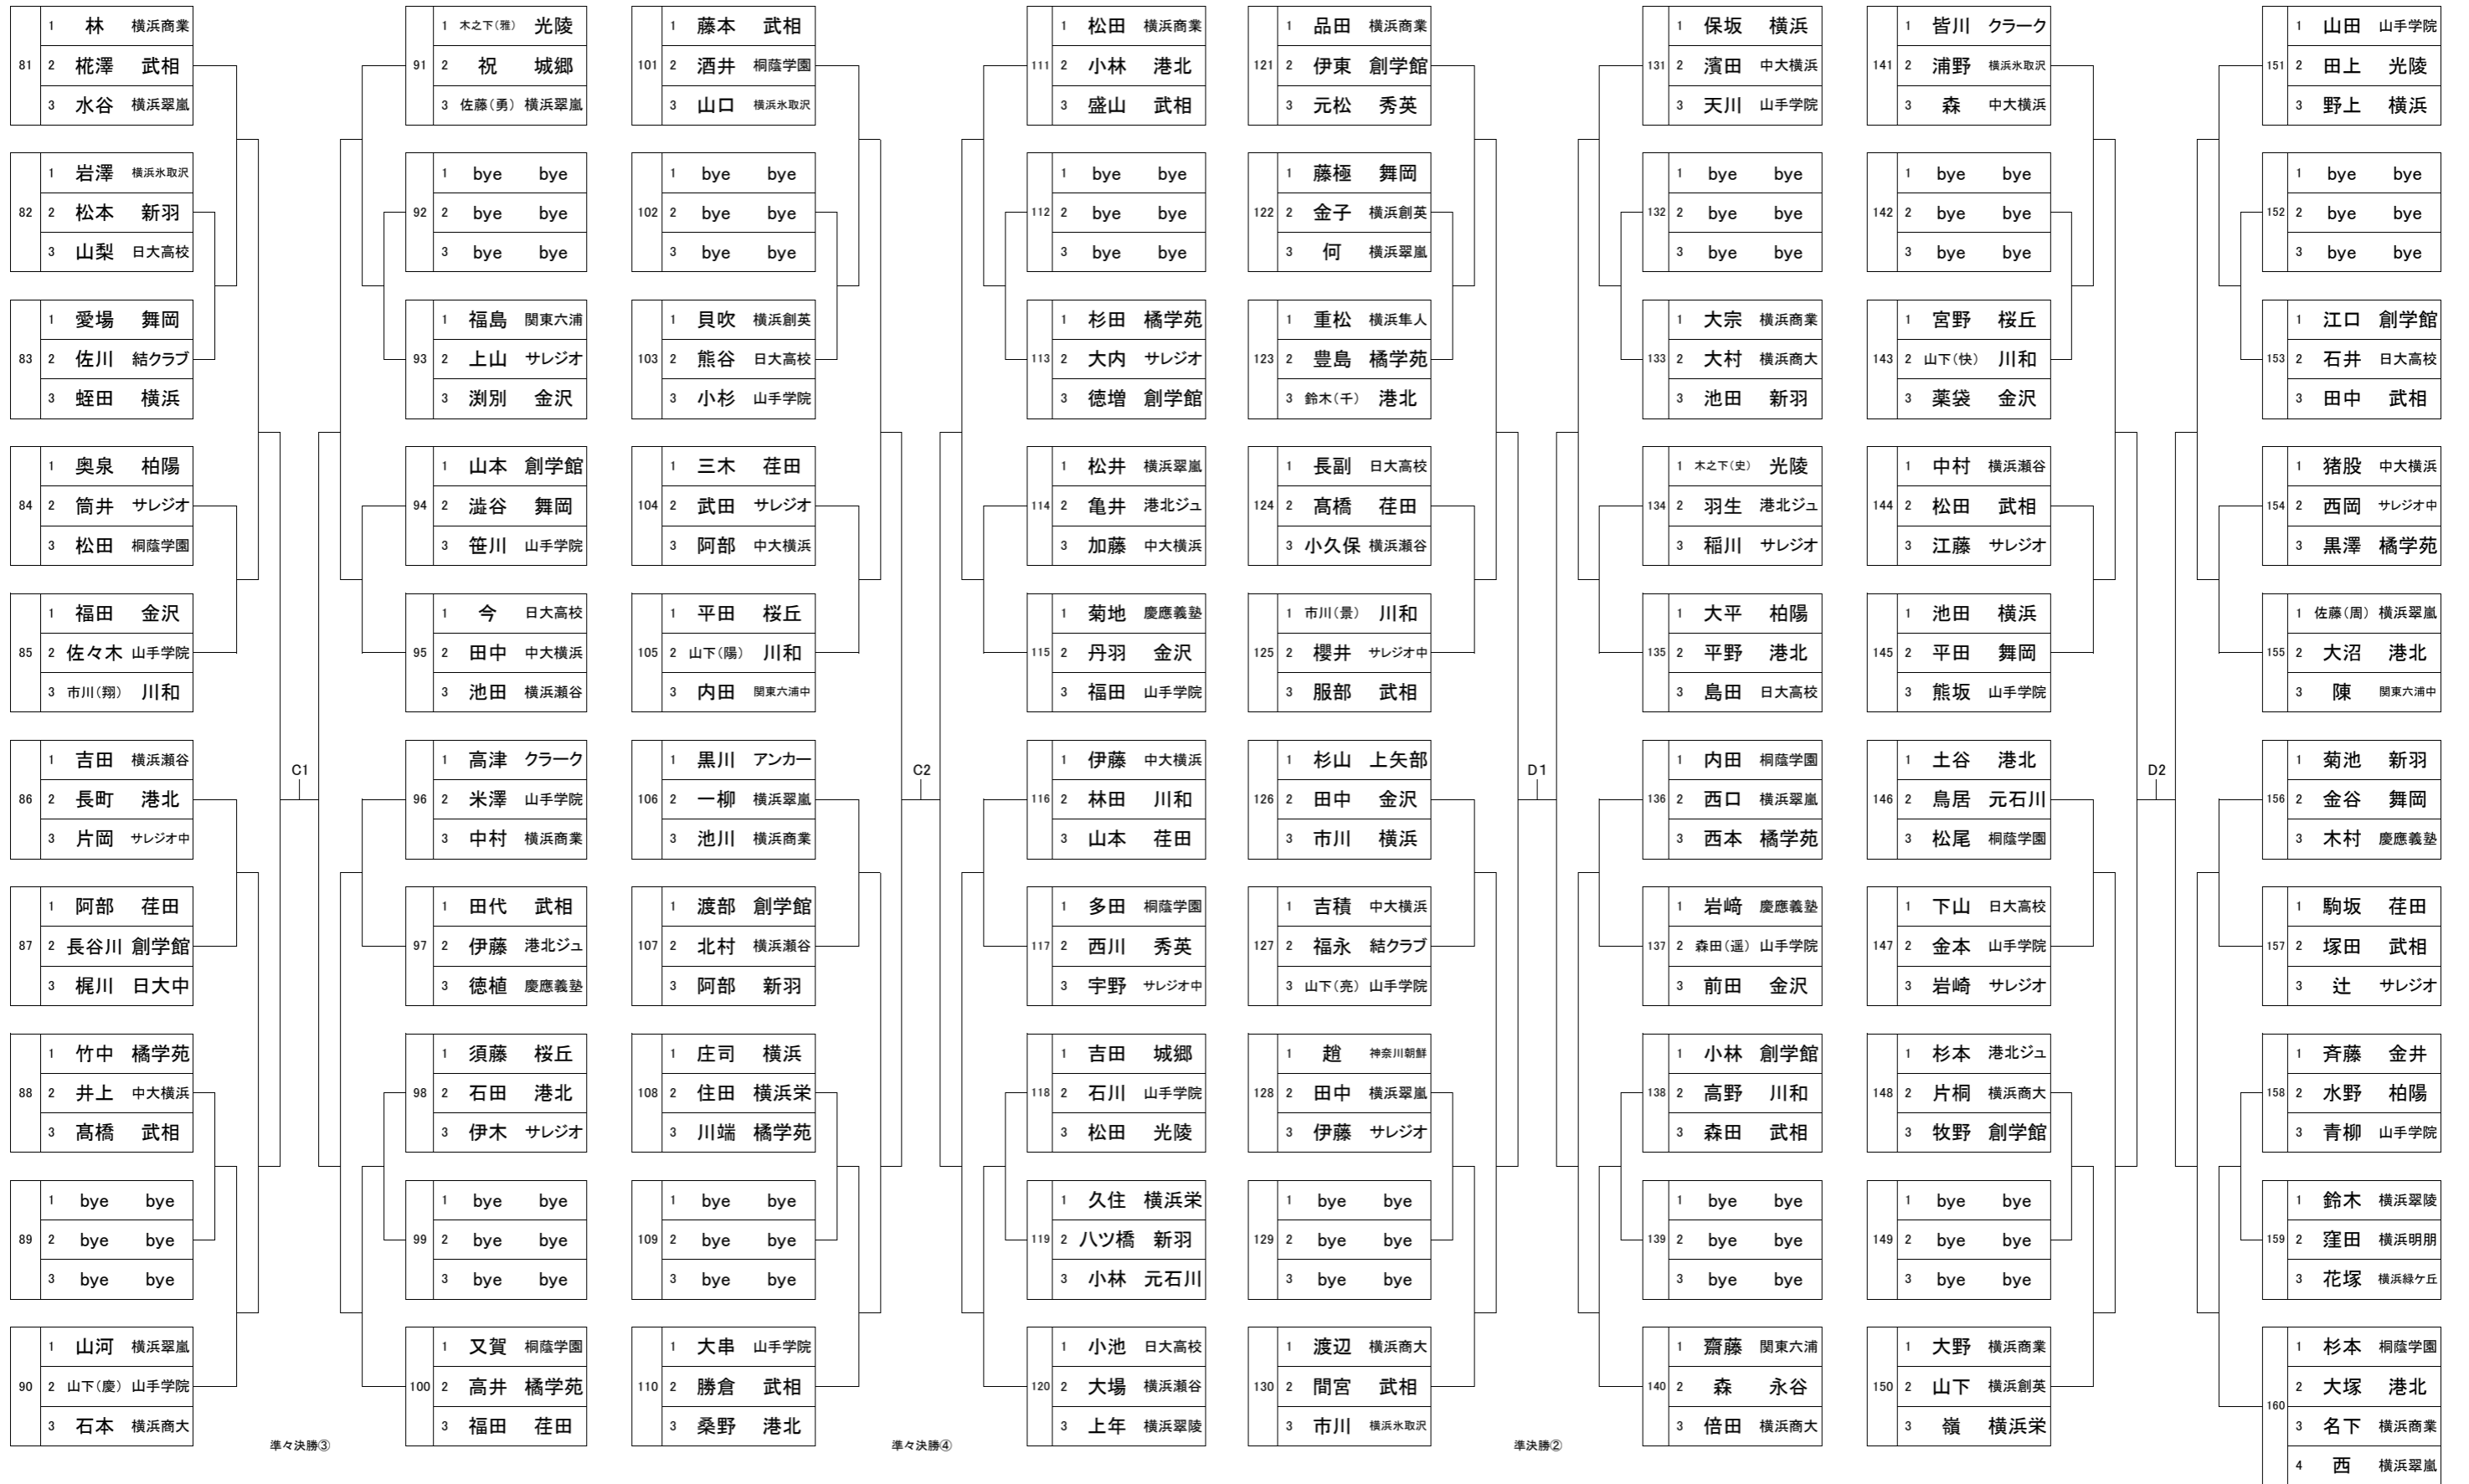 81
1 林 横浜商業
2 椛澤 武相
3 水谷 横浜翠嵐
82
1 岩澤 横浜氷取沢
2 松本 新羽
3 山梨 日大高校
83
1 愛場 舞岡
2 佐川 結クラブ
3 蛭田 横浜
84
1 奥泉 柏陽
2 筒井 サレジオ
3 松田 桐蔭学園
85
1 福田 金沢
2 佐々木 山手学院
3 市川(翔) 川和
86
1 吉田 横浜瀬谷
2 長町 港北
3 片岡 サレジオ中
87
1 阿部 荏田
2 長谷川 創学館
3 梶川 日大中
88
1 竹中 橘学苑
2 井上 中大横浜
3 髙橋 武相
89
1 bye bye
2 bye bye
3 bye bye
90
1 山河 横浜翠嵐
2 山下(慶) 山手学院
3 石本 横浜商大
C1
準々決勝③
91
1 木之下(雅) 光陵
2 祝 城郷
3 佐藤(勇) 横浜翠嵐
92
1 bye bye
2 bye bye
3 bye bye
93
1 福島 関東六浦
2 上山 サレジオ
3 渕別 金沢
94
1 山本 創学館
2 澁谷 舞岡
3 笹川 山手学院
95
1 今 日大高校
2 田中 中大横浜
3 池田 横浜瀬谷
96
1 高津 クラーク
2 米澤 山手学院
3 中村 横浜商業
97
1 田代 武相
2 伊藤 港北ジュ
3 徳植 慶應義塾
98
1 須藤 桜丘
2 石田 港北
3 伊木 サレジオ
99
1 bye bye
2 bye bye
3 bye bye
100
1 又賀 桐蔭学園
2 高井 橘学苑
3 福田 荏田
101
1 藤本 武相
2 酒井 桐蔭学園
3 山口 横浜氷取沢
102
1 bye bye
2 bye bye
3 bye bye
103
1 貝吹 横浜創英
2 熊谷 日大高校
3 小杉 山手学院
104
1 三木 荏田
2 武田 サレジオ
3 阿部 中大横浜
105
1 平田 桜丘
2 山下(陽) 川和
3 内田 関東六浦中
106
1 黒川 アンカー
2 一柳 横浜翠嵐
3 池川 横浜商業
107
1 渡部 創学館
2 北村 横浜瀬谷
3 阿部 新羽
108
1 庄司 横浜
2 住田 横浜栄
3 川端 橘学苑
109
1 bye bye
2 bye bye
3 bye bye
110
1 大串 山手学院
2 勝倉 武相
3 桑野 港北
C2
準々決勝④
111
1 松田 横浜商業
2 小林 港北
3 盛山 武相
112
1 bye bye
2 bye bye
3 bye bye
113
1 杉田 橘学苑
2 大内 サレジオ
3 徳増 創学館
114
1 松井 横浜翠嵐
2 亀井 港北ジュ
3 加藤 中大横浜
115
1 菊地 慶應義塾
2 丹羽 金沢
3 福田 山手学院
116
1 伊藤 中大横浜
2 林田 川和
3 山本 荏田
117
1 多田 桐蔭学園
2 西川 秀英
3 宇野 サレジオ中
118
1 吉田 城郷
2 石川 山手学院
3 松田 光陵
119
1 久住 横浜栄
2 八ツ橋 新羽
3 小林 元石川
120
1 小池 日大高校
2 大場 横浜瀬谷
3 上年 横浜翠陵
121
1 品田 横浜商業
2 伊東 創学館
3 元松 秀英
122
1 藤極 舞岡
2 金子 横浜創英
3 何 横浜翠嵐
123
1 重松 横浜隼人
2 豊島 橘学苑
3 鈴木(千) 港北
124
1 長副 日大高校
2 髙橋 荏田
3 小久保 横浜瀬谷
125
1 市川(景) 川和
2 櫻井 サレジオ中
3 服部 武相
126
1 杉山 上矢部
2 田中 金沢
3 市川 横浜
127
1 吉積 中大横浜
2 福永 結クラブ
3 山下(亮) 山手学院
128
1 趙 神奈川朝鮮
2 田中 横浜翠嵐
3 伊藤 サレジオ
129
1 bye bye
2 bye bye
3 bye bye
130
1 渡辺 横浜商大
2 間宮 武相
3 市川 横浜氷取沢
D1
準決勝②
131
1 保坂 横浜
2 濱田 中大横浜
3 天川 山手学院
132
1 bye bye
2 bye bye
3 bye bye
133
1 大宗 横浜商業
2 大村 横浜商大
3 池田 新羽
134
1 木之下(史) 光陵
2 羽生 港北ジュ
3 稲川 サレジオ
135
1 大平 柏陽
2 平野 港北
3 島田 日大高校
136
1 内田 桐蔭学園
2 西口 横浜翠嵐
3 西本 橘学苑
137
1 岩﨑 慶應義塾
2 森田(遥) 山手学院
3 前田 金沢
138
1 小林 創学館
2 高野 川和
3 森田 武相
139
1 bye bye
2 bye bye
3 bye bye
140
1 齋藤 関東六浦
2 森 永谷
3 倍田 横浜商大
141
1 皆川 クラーク
2 浦野 横浜氷取沢
3 森 中大横浜
142
1 bye bye
2 bye bye
3 bye bye
143
1 宮野 桜丘
2 山下(快) 川和
3 薬袋 金沢
144
1 中村 横浜瀬谷
2 松田 武相
3 江藤 サレジオ
145
1 池田 横浜
2 平田 舞岡
3 熊坂 山手学院
146
1 土谷 港北
2 鳥居 元石川
3 松尾 桐蔭学園
147
1 下山 日大高校
2 金本 山手学院
3 岩崎 サレジオ
148
1 杉本 港北ジュ
2 片桐 横浜商大
3 牧野 創学館
149
1 bye bye
2 bye bye
3 bye bye
150
1 大野 横浜商業
2 山下 横浜創英
3 嶺 横浜栄
D2
151
1 山田 山手学院
2 田上 光陵
3 野上 横浜
152
1 bye bye
2 bye bye
3 bye bye
153
1 江口 創学館
2 石井 日大高校
3 田中 武相
154
1 猪股 中大横浜
2 西岡 サレジオ中
3 黒澤 橘学苑
155
1 佐藤(周) 横浜翠嵐
2 大沼 港北
3 陳 関東六浦中
156
1 菊池 新羽
2 金谷 舞岡
3 木村 慶應義塾
157
1 駒坂 荏田
2 塚田 武相
3 辻 サレジオ
158
1 斉藤 金井
2 水野 柏陽
3 青柳 山手学院
159
1 鈴木 横浜翠陵
2 窪田 横浜明朋
3 花塚 横浜緑ケ丘
160
1 杉本 桐蔭学園
2 大塚 港北
3 名下 横浜商業
4 西 横浜翠嵐